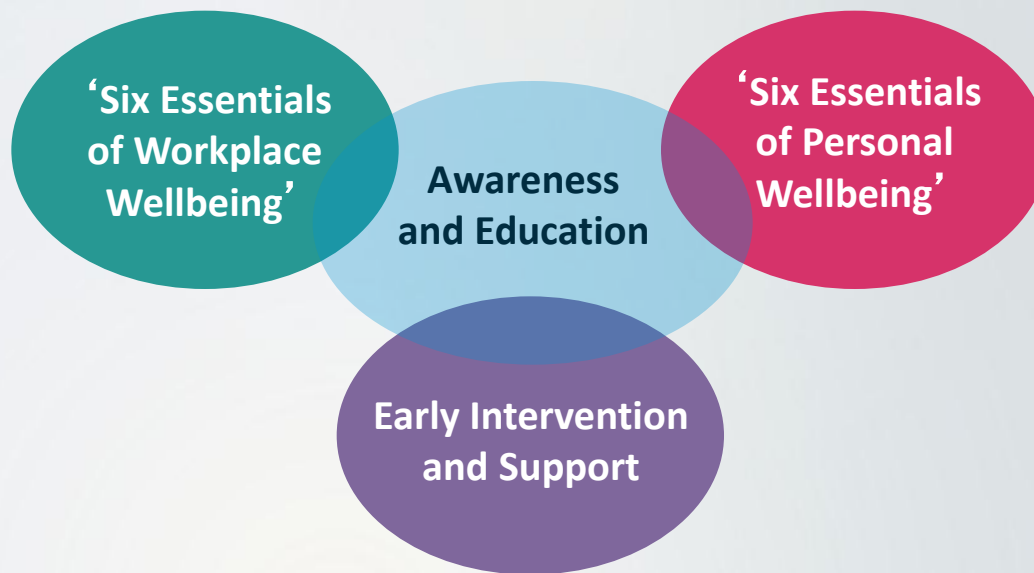 ‘Six Essentials
of Workplace
Wellbeing’
Awareness
and Education
‘Six Essentials
of Personal
Wellbeing’
Early Intervention
and Support